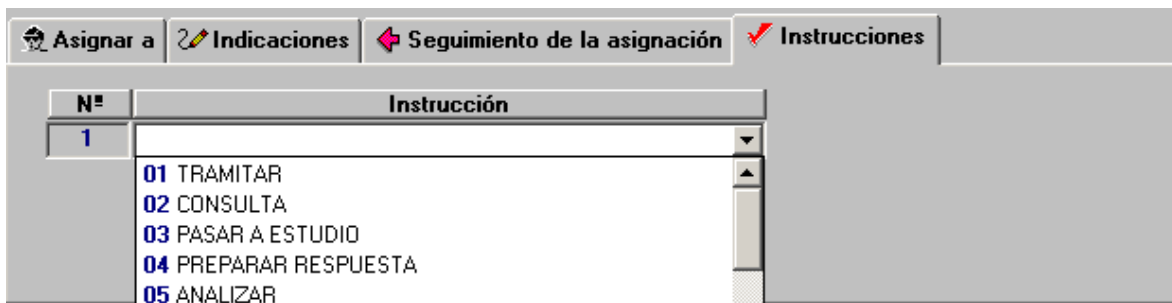 Asignar a Indicaciones Seguimiento de la asignación Instrucciones
Nº Instrucción
1
01 TRAMITAR
02 CONSULTA
03 PASAR A ESTUDIO
04 PREPARAR RESPUESTA
05 ANALIZAR